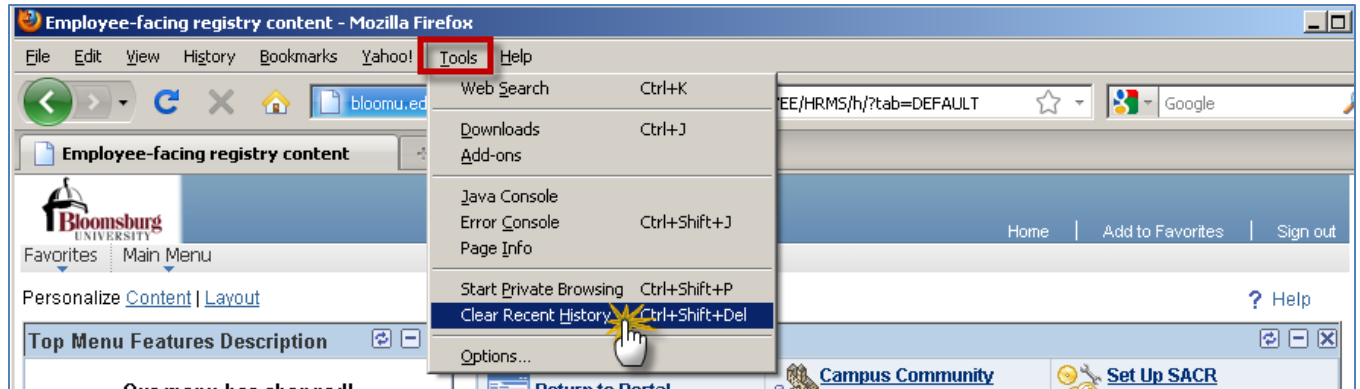 Employee-facing registry content - Mozilla Firefox
File Edit View History Bookmarks Yahoo! Tools Help
Web Search Ctrl+K
bloomu.ed EE/HRMS/h/?tab=DEFAULT Google
Downloads Ctrl+J
Employee-facing registry content
Add-ons
Java Console
Bloomsburg
UNIVERSITY
Error Console Ctrl+Shift+J
Home | Add to Favorites | Sign out
Favorites Main Menu
Page Info
Personalize Content | Layout
Start Private Browsing Ctrl+Shift+P
? Help
Clear Recent History Ctrl+Shift+Del
Top Menu Features Description
Options...
Our menu has changed!
Return to Portal
Campus Community
Set Up SACR